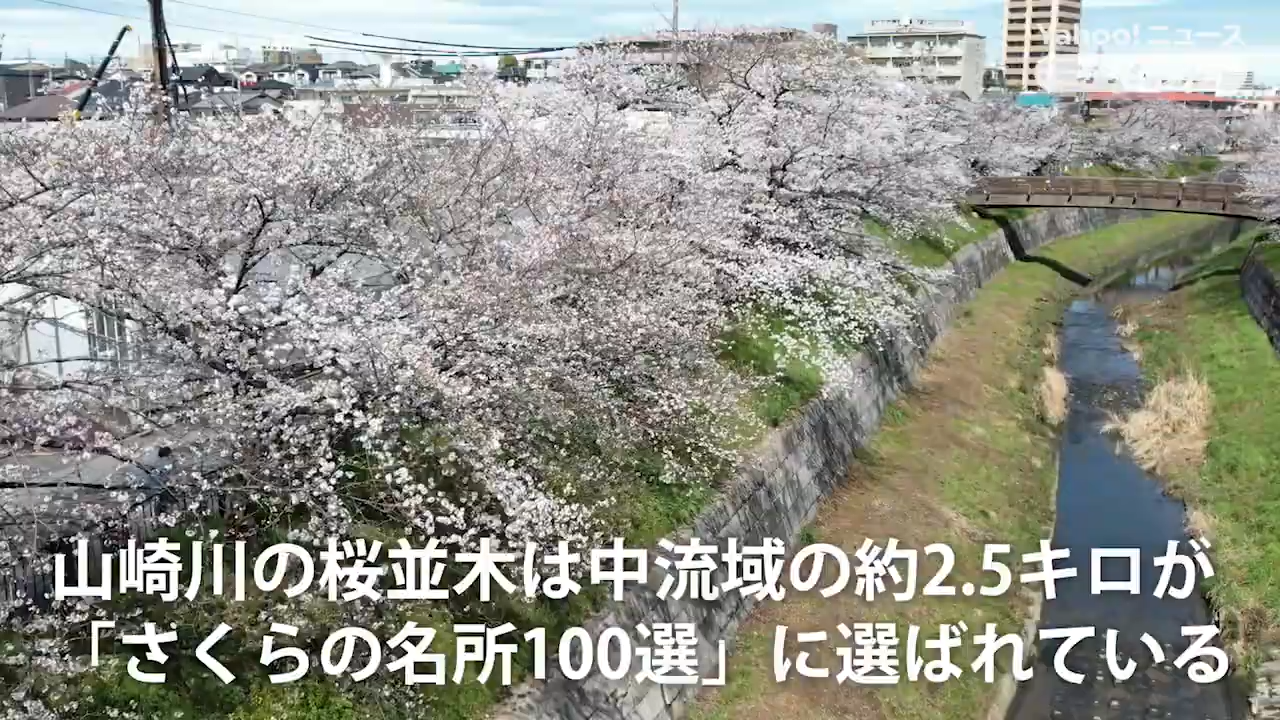 Yahoo! ニュース
山崎川の桜並木は中流域の約2.5キロが
「さくらの名所100選」に選ばれている